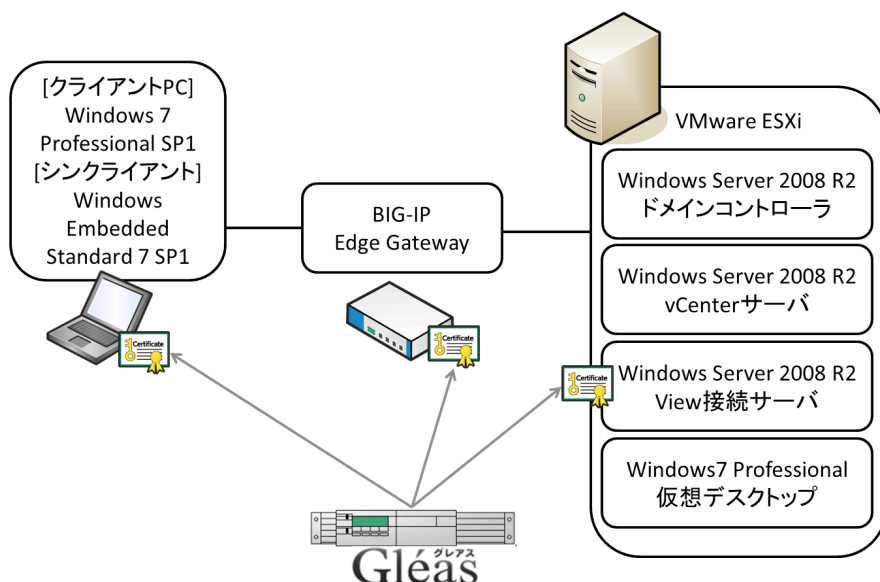 [クライアントPC]
Windows 7
Professional SP1
[シンクライアント]
Windows
Embedded
Standard 7 SP1
Certificate
BIG-IP
Edge Gateway
Certificate
VMware ESXi
Windows Server 2008 R2
ドメインコントローラ
Windows Server 2008 R2
vCenterサーバ
Certificate
Windows Server 2008 R2
View接続サーバ
Windows7 Professional
仮想デスクトップ
グレアス
Gléas